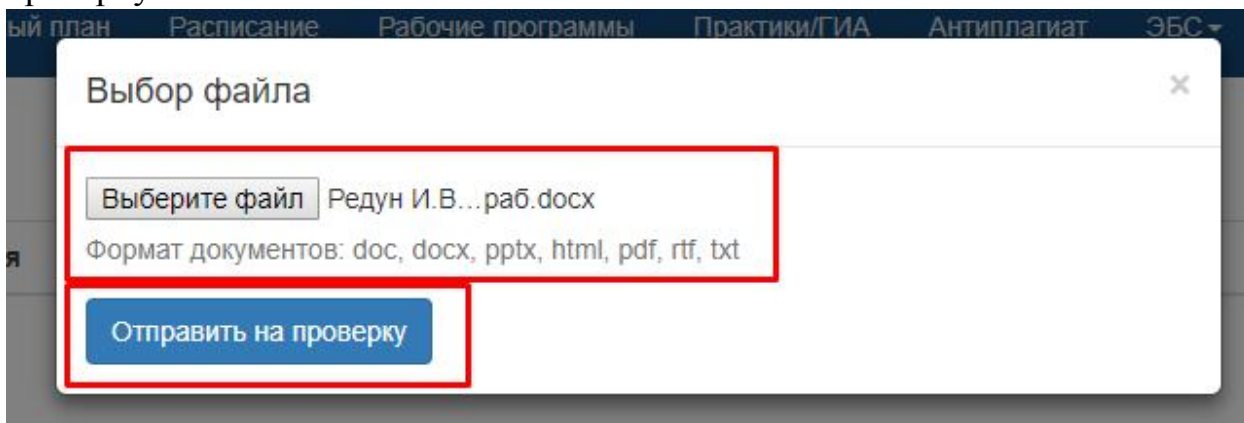 ый план Расписание Рабочие программы Практики/ГИА Антиплагиат ЭБС
Выбор файла ×
Выберите файл Редун И.В...раб.docx
Формат документов: doc, docx, pptx, html, pdf, rtf, txt
я
Отправить на проверку